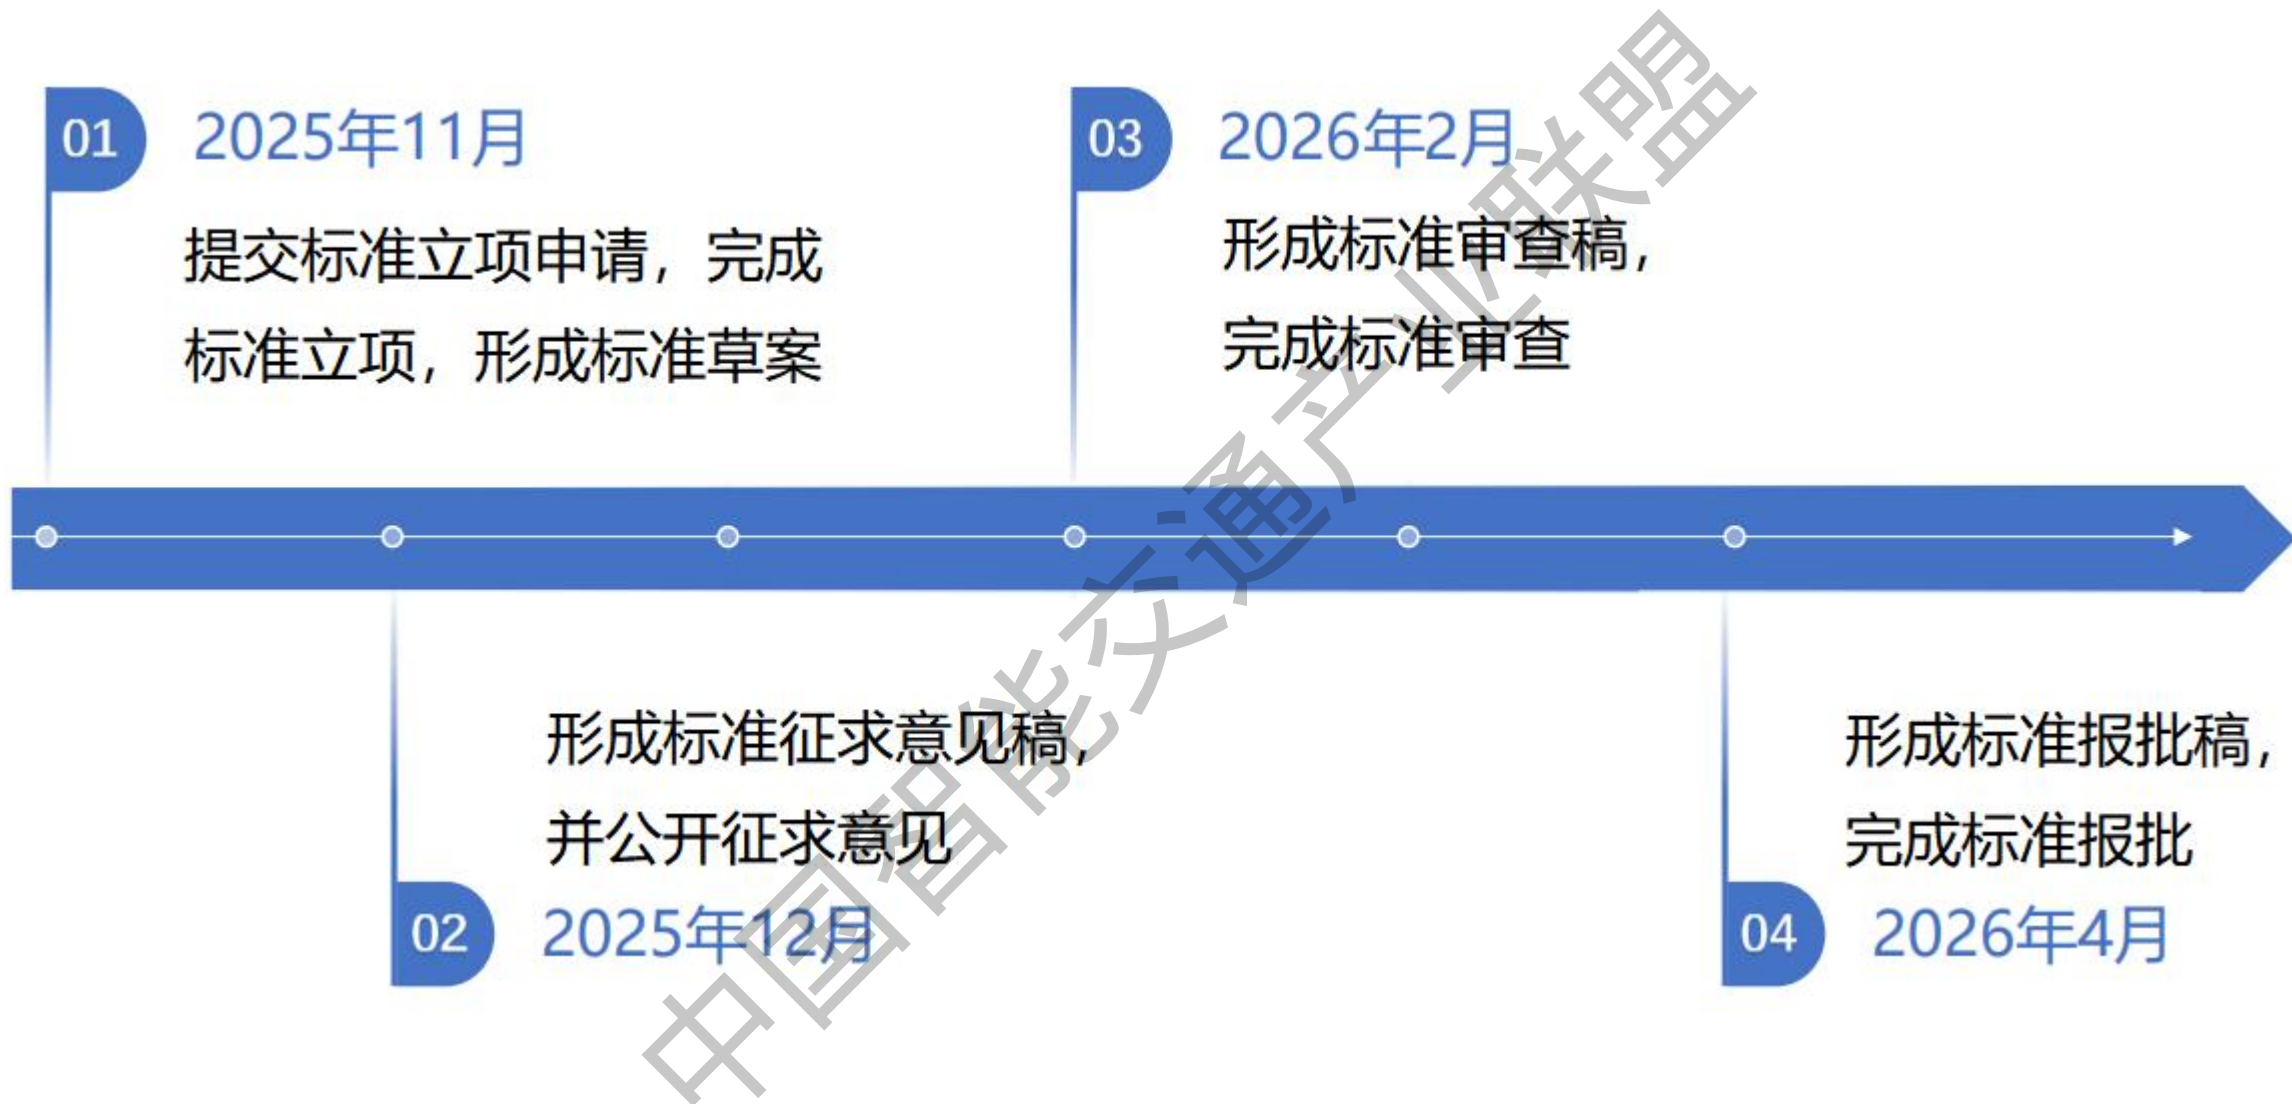 01
2025年11月
提交标准立项申请，完成
标准立项，形成标准草案
03
2026年2月
形成标准审查稿，
完成标准审查
形成标准征求意见稿，
并公开征求意见
02
2025年12月
形成标准报批稿，
完成标准报批
04
2026年4月
中国智能交通产业联盟